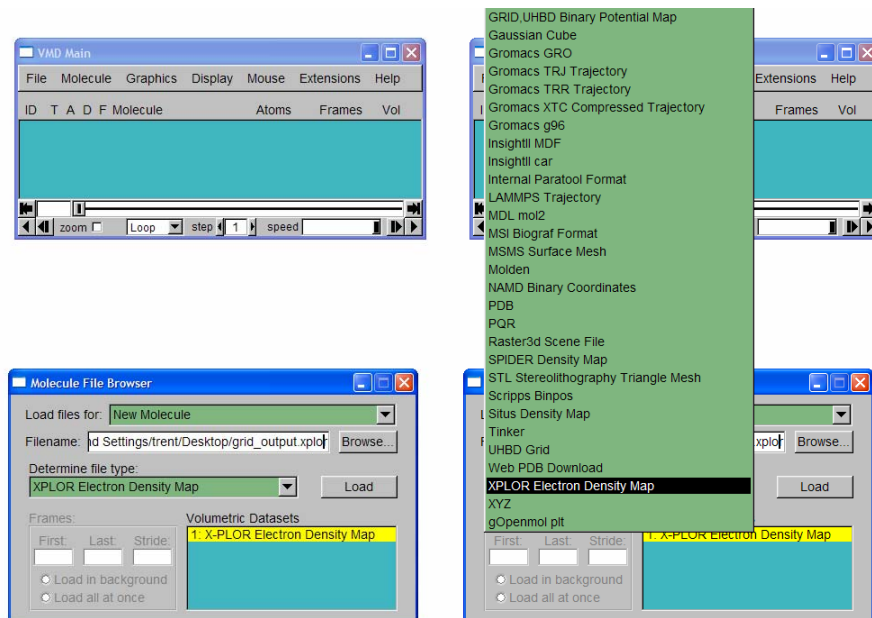 VMD Main
File Molecule Graphics Display Mouse Extensions Help
ID T A D F Molecule Atoms Frames Vol
zoom Loop step 1 speed
GRID,UHBD Binary Potential Map
Gaussian Cube
Gromacs GRO
Gromacs TRJ Trajectory
Gromacs TRR Trajectory
Gromacs XTC Compressed Trajectory
Gromacs g96
InsightII MDF
InsightII car
Internal Paratool Format
LAMMPS Trajectory
MDL mol2
MSI Biograf Format
MSMS Surface Mesh
Molden
NAMD Binary Coordinates
PDB
PQR
Raster3d Scene File
SPIDER Density Map
STL Stereolithography Triangle Mesh
Scripps Binpos
Situs Density Map
Tinker
UHBD Grid
Web PDB Download
XPLOR Electron Density Map
XYZ
gOpenmol plt
Extensions Help
Frames Vol
Molecule File Browser
Load files for: New Molecule
Filename: nd Settings/trent/Desktop/grid_output.xplor Browse...
Determine file type:
XPLOR Electron Density Map Load
Frames: Volumetric Datasets
First: Last: Stride: 1: X-PLOR Electron Density Map
Load in background
Load all at once
xplor Browse...
Load
First: Last: Stride: 1: X-PLOR Electron Density Map
Load in background
Load all at once